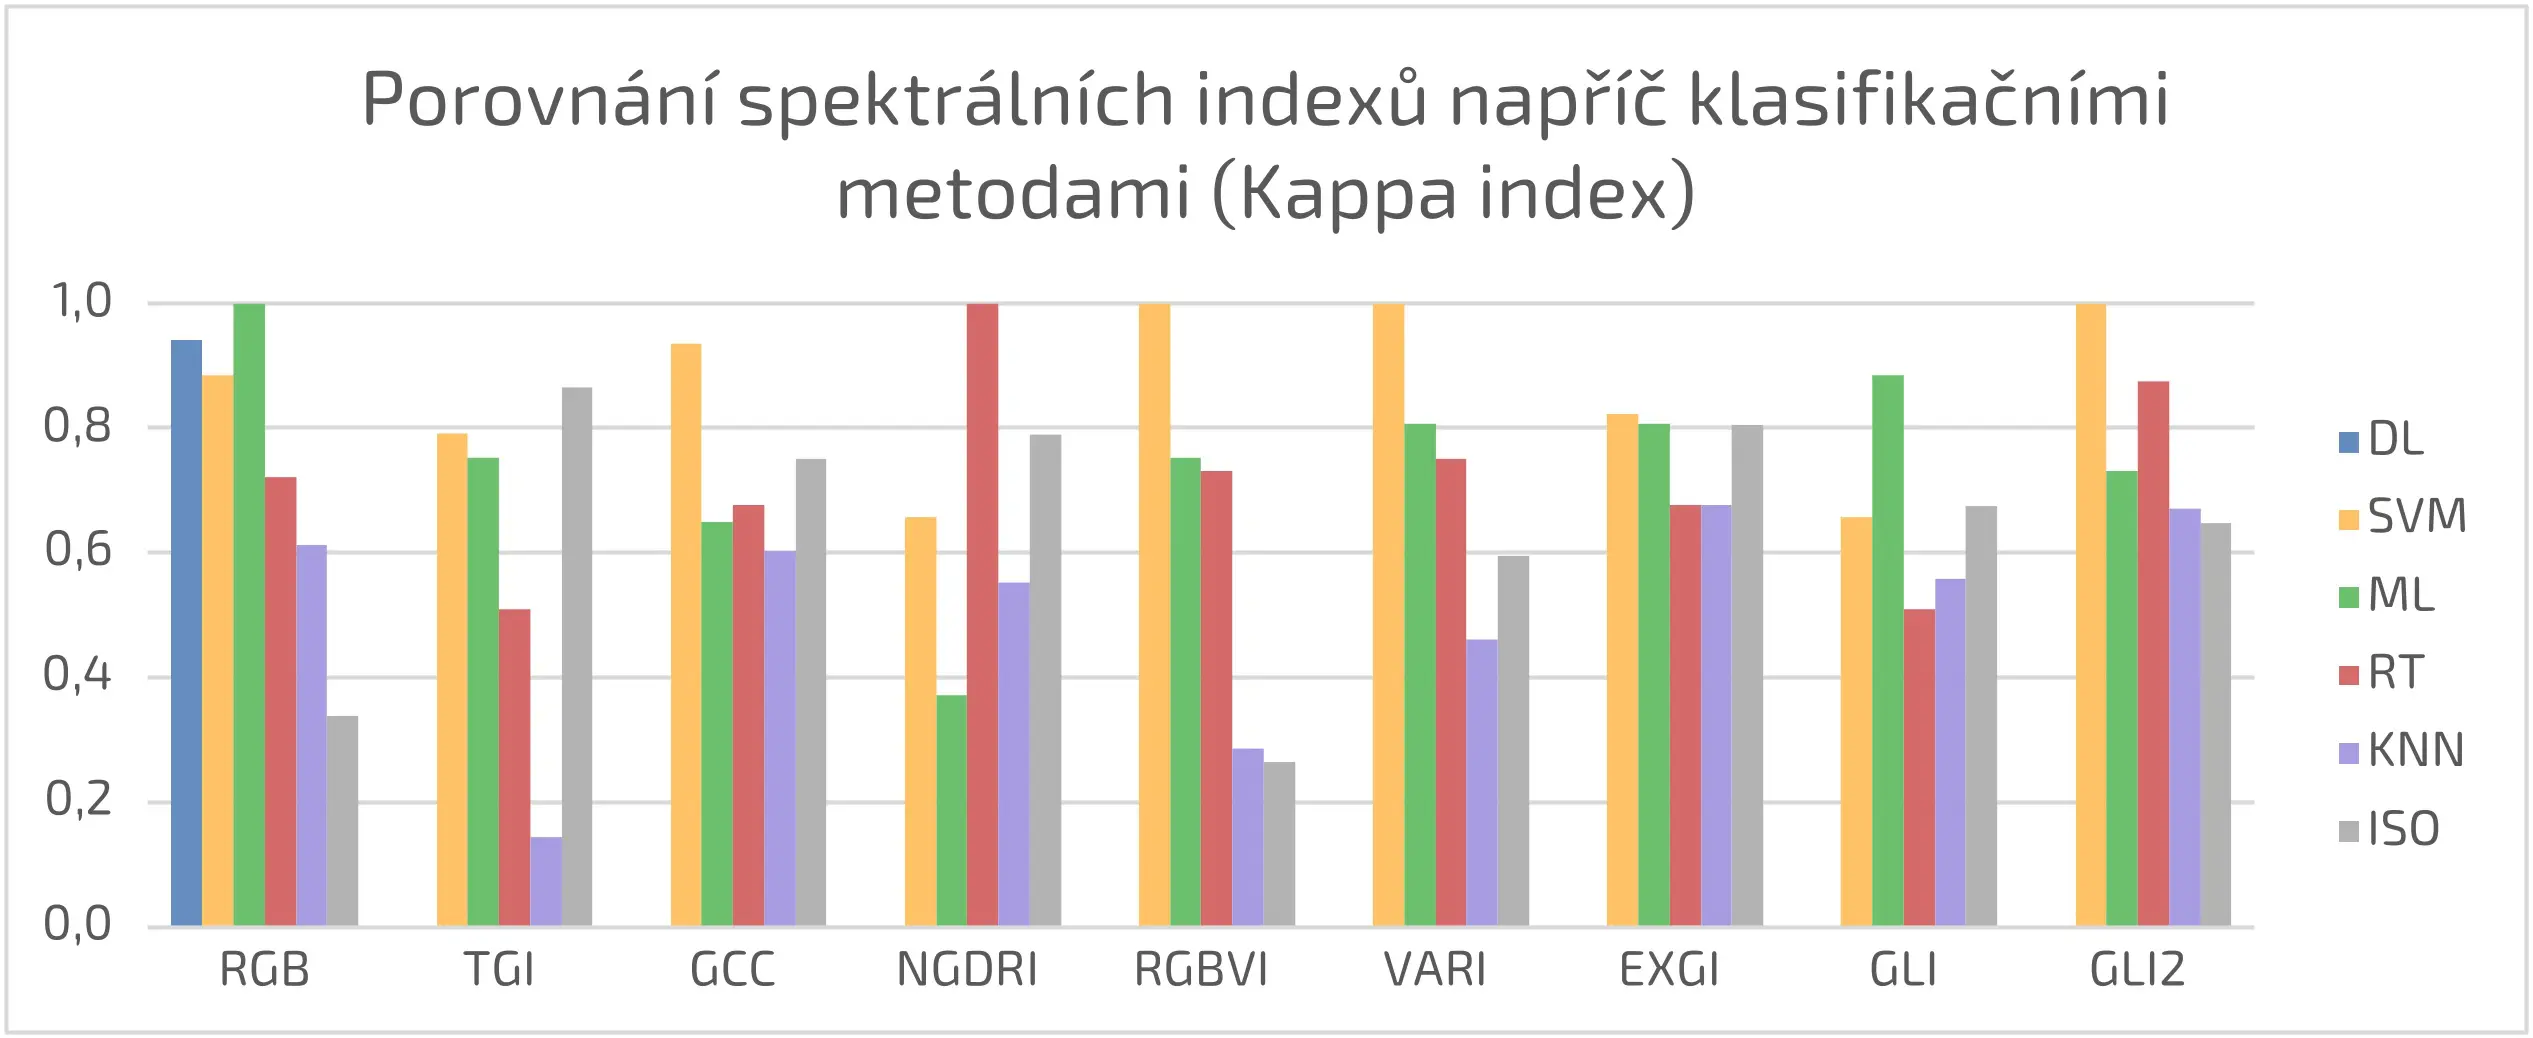 Porovnání spektrálních indexů napříč klasifikačními
metodami (Kappa index)
1,0
0,8
0,6
0,4
0,2
0,0
RGB TGI GCC NGDRI RGBVI VARI EXGI GLI GLI2
DL
SVM
ML
RT
KNN
ISO